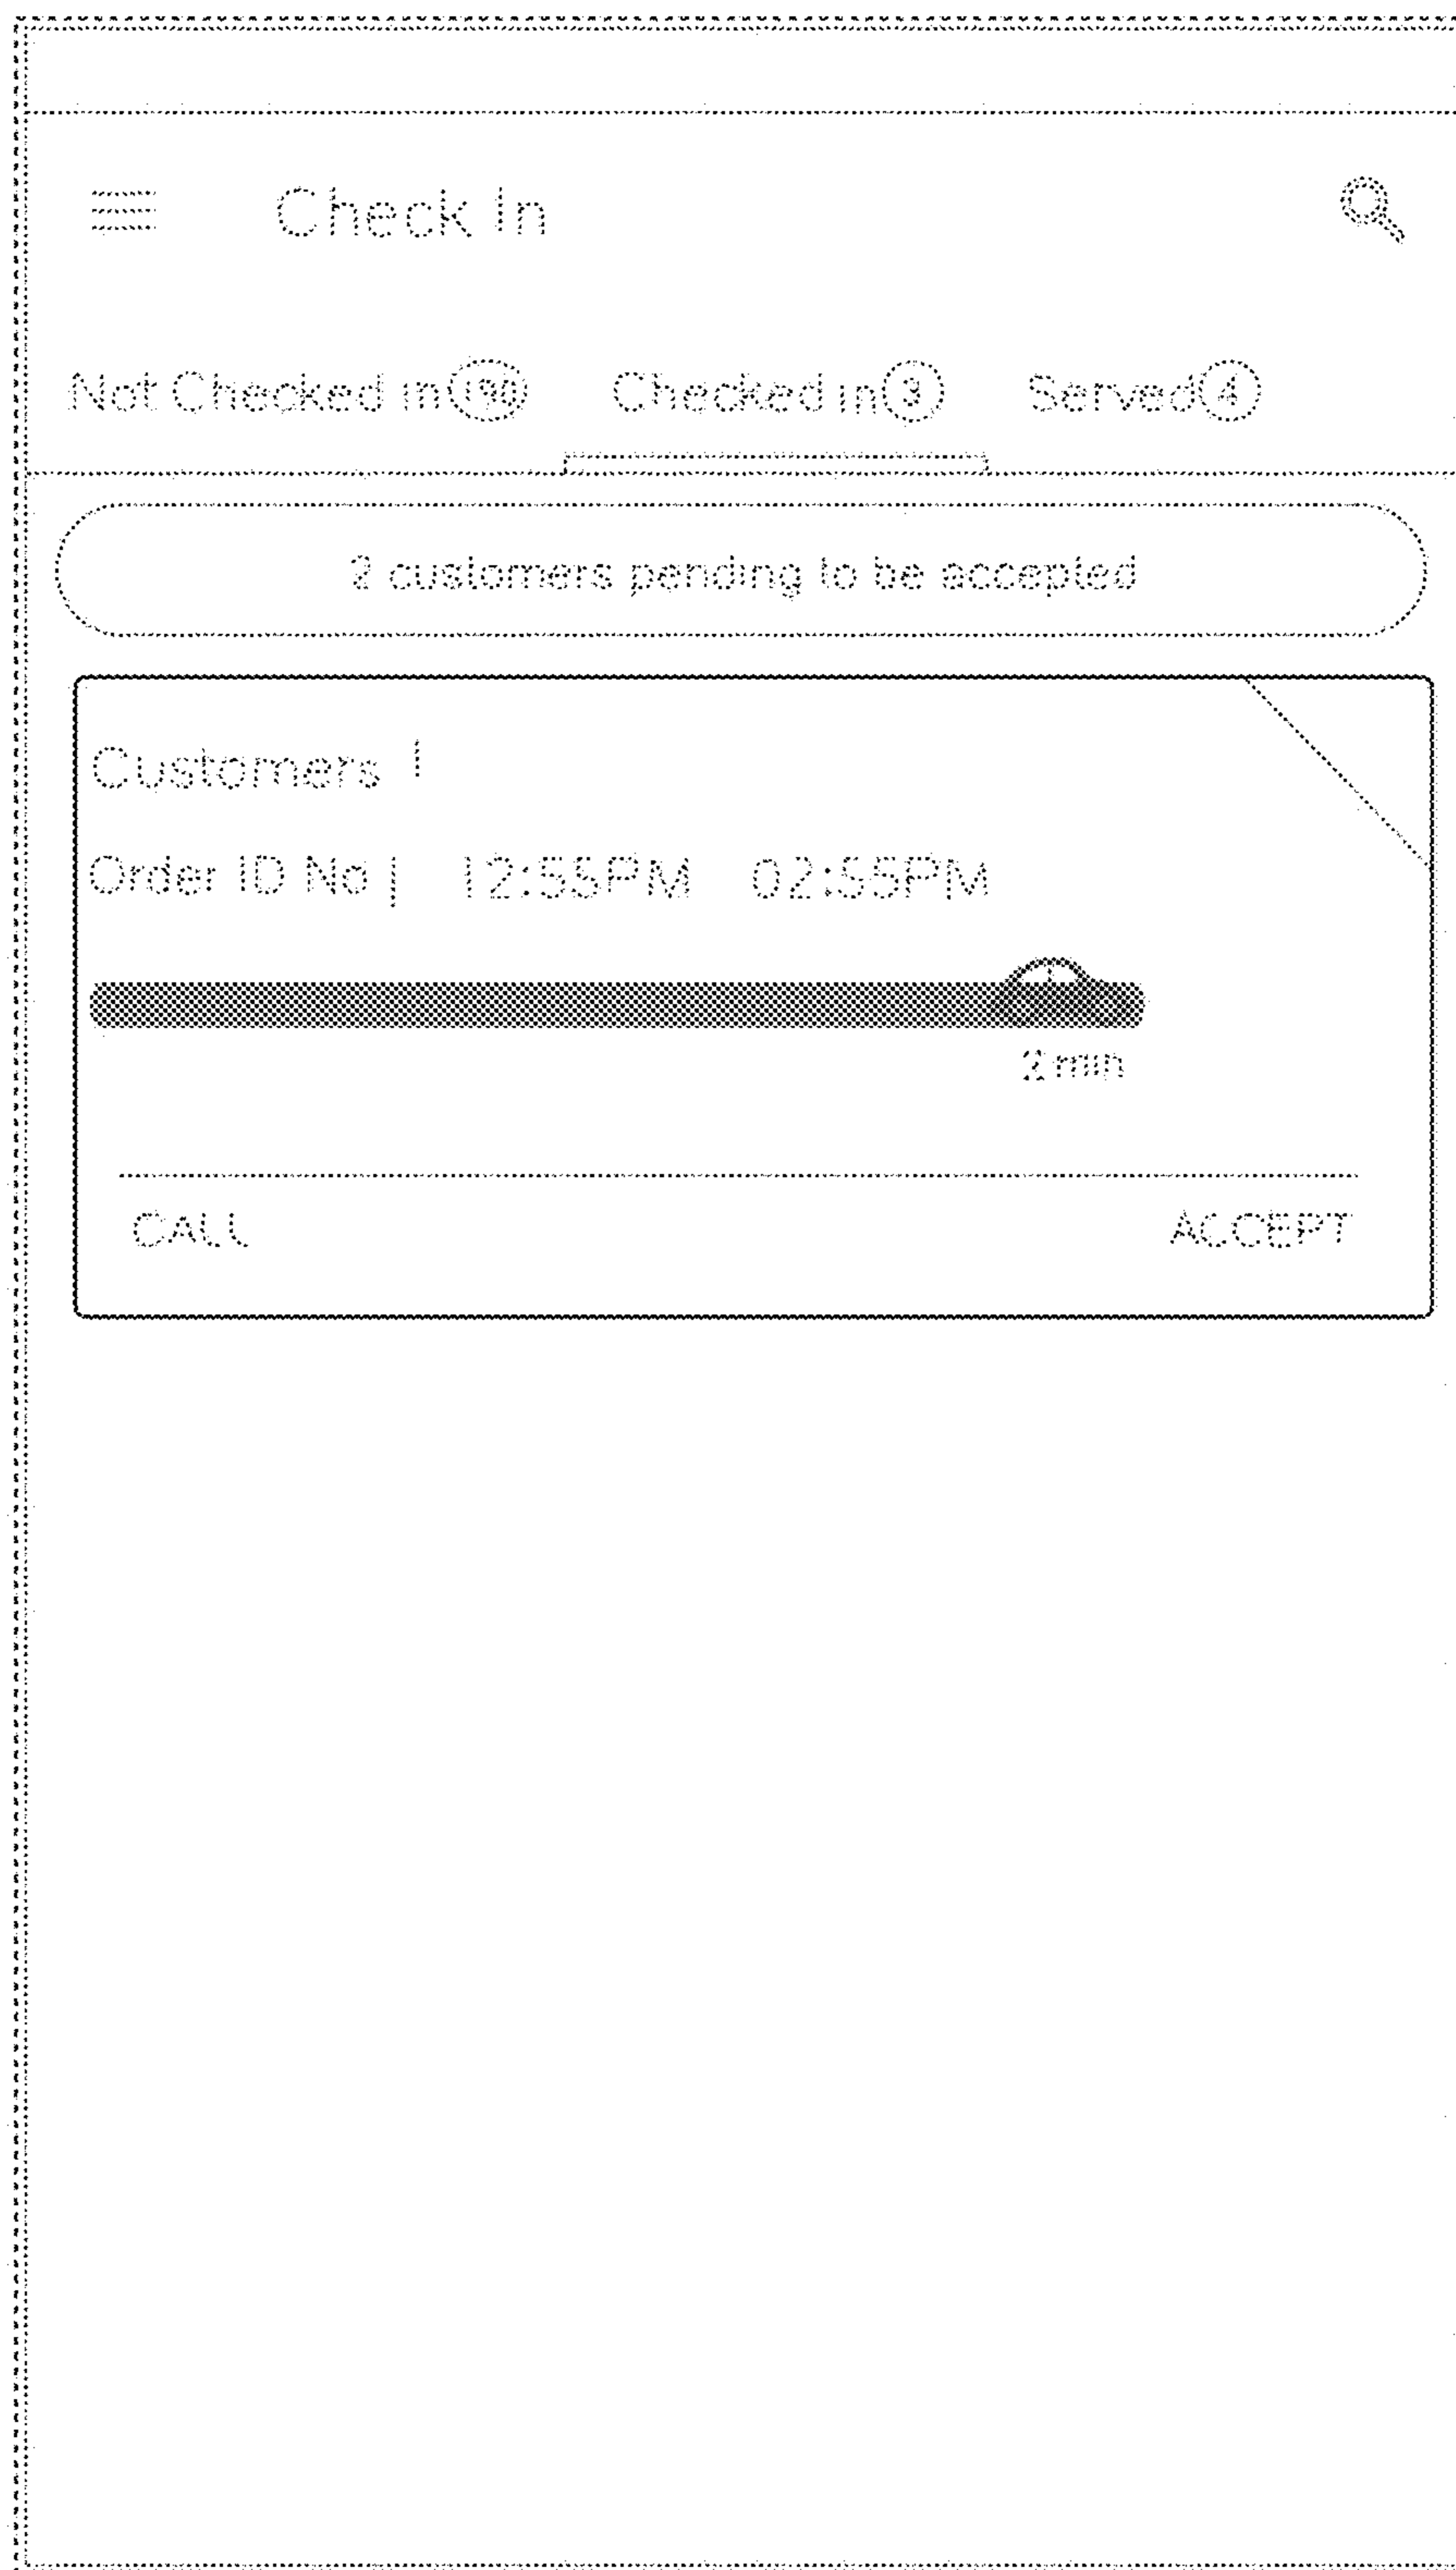 Check In
Not Checked in 190 Checked in 3 Served 4
2 customers pending to be accepted
Customers 1
Order ID No | 12:55PM 02:55PM
2 min
CALL ACCEPT